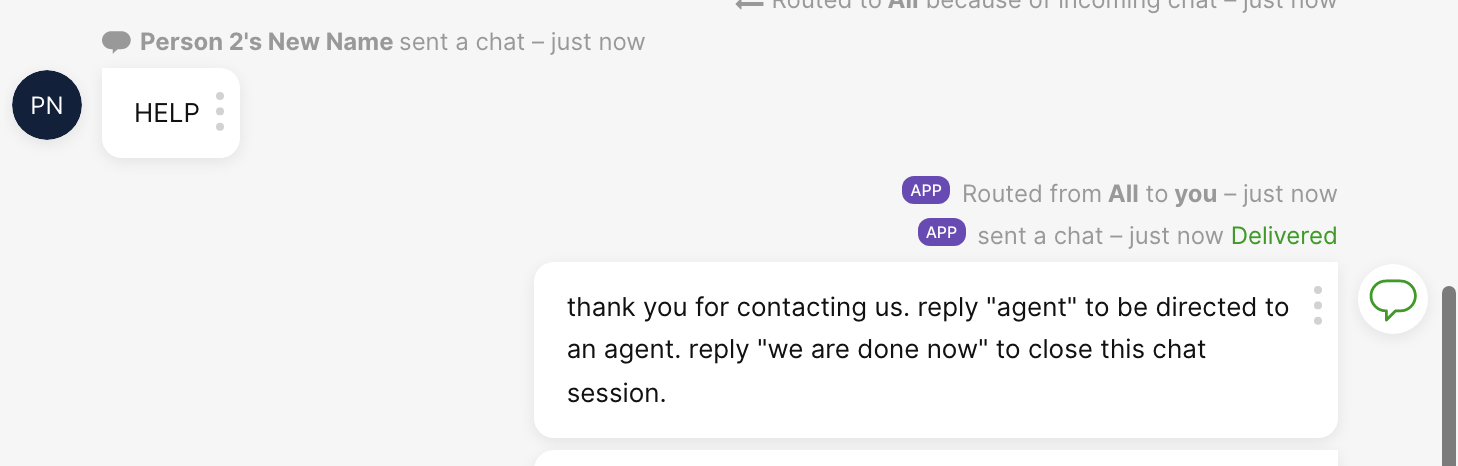 Routed to All because of incoming chat – just now
Person 2's New Name sent a chat – just now
PN
HELP
APP Routed from All to you – just now
APP sent a chat – just now Delivered
thank you for contacting us. reply "agent" to be directed to
an agent. reply "we are done now" to close this chat
session.